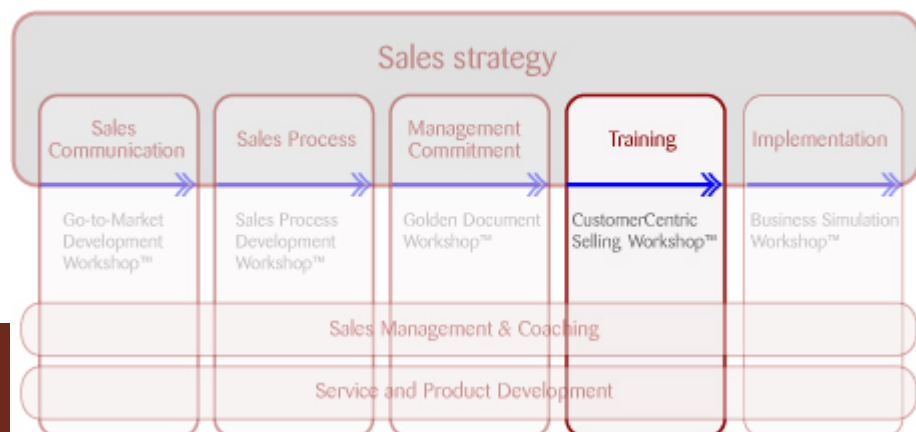 Sales strategy
Sales
Communication
Sales Process
Management
Commitment
Training
Implementation
Go-to-Market
Development
Workshop™
Sales Process
Development
Workshop™
Golden Document
Workshop™
CustomerCentric
Selling Workshop™
Business Simulation
Workshop™
Sales Management & Coaching
Service and Product Development